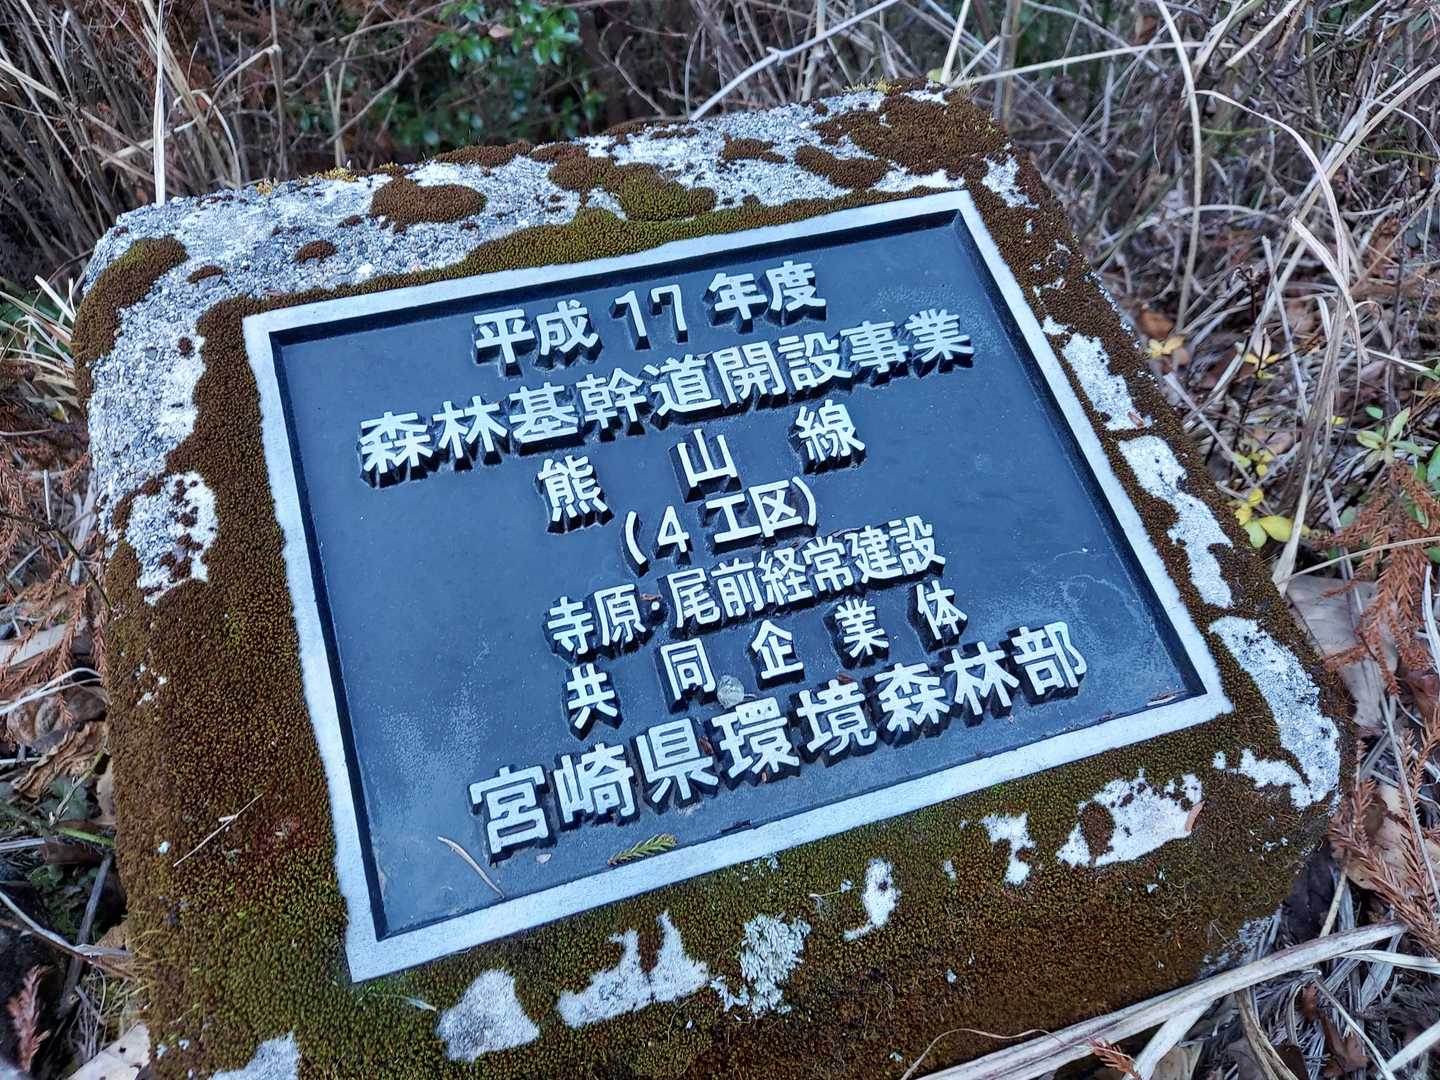 平成17年度
森林基幹道開設事業
熊山線
(4工区)
寺原・尾前経常建設
共同企業体
宮崎県環境森林部